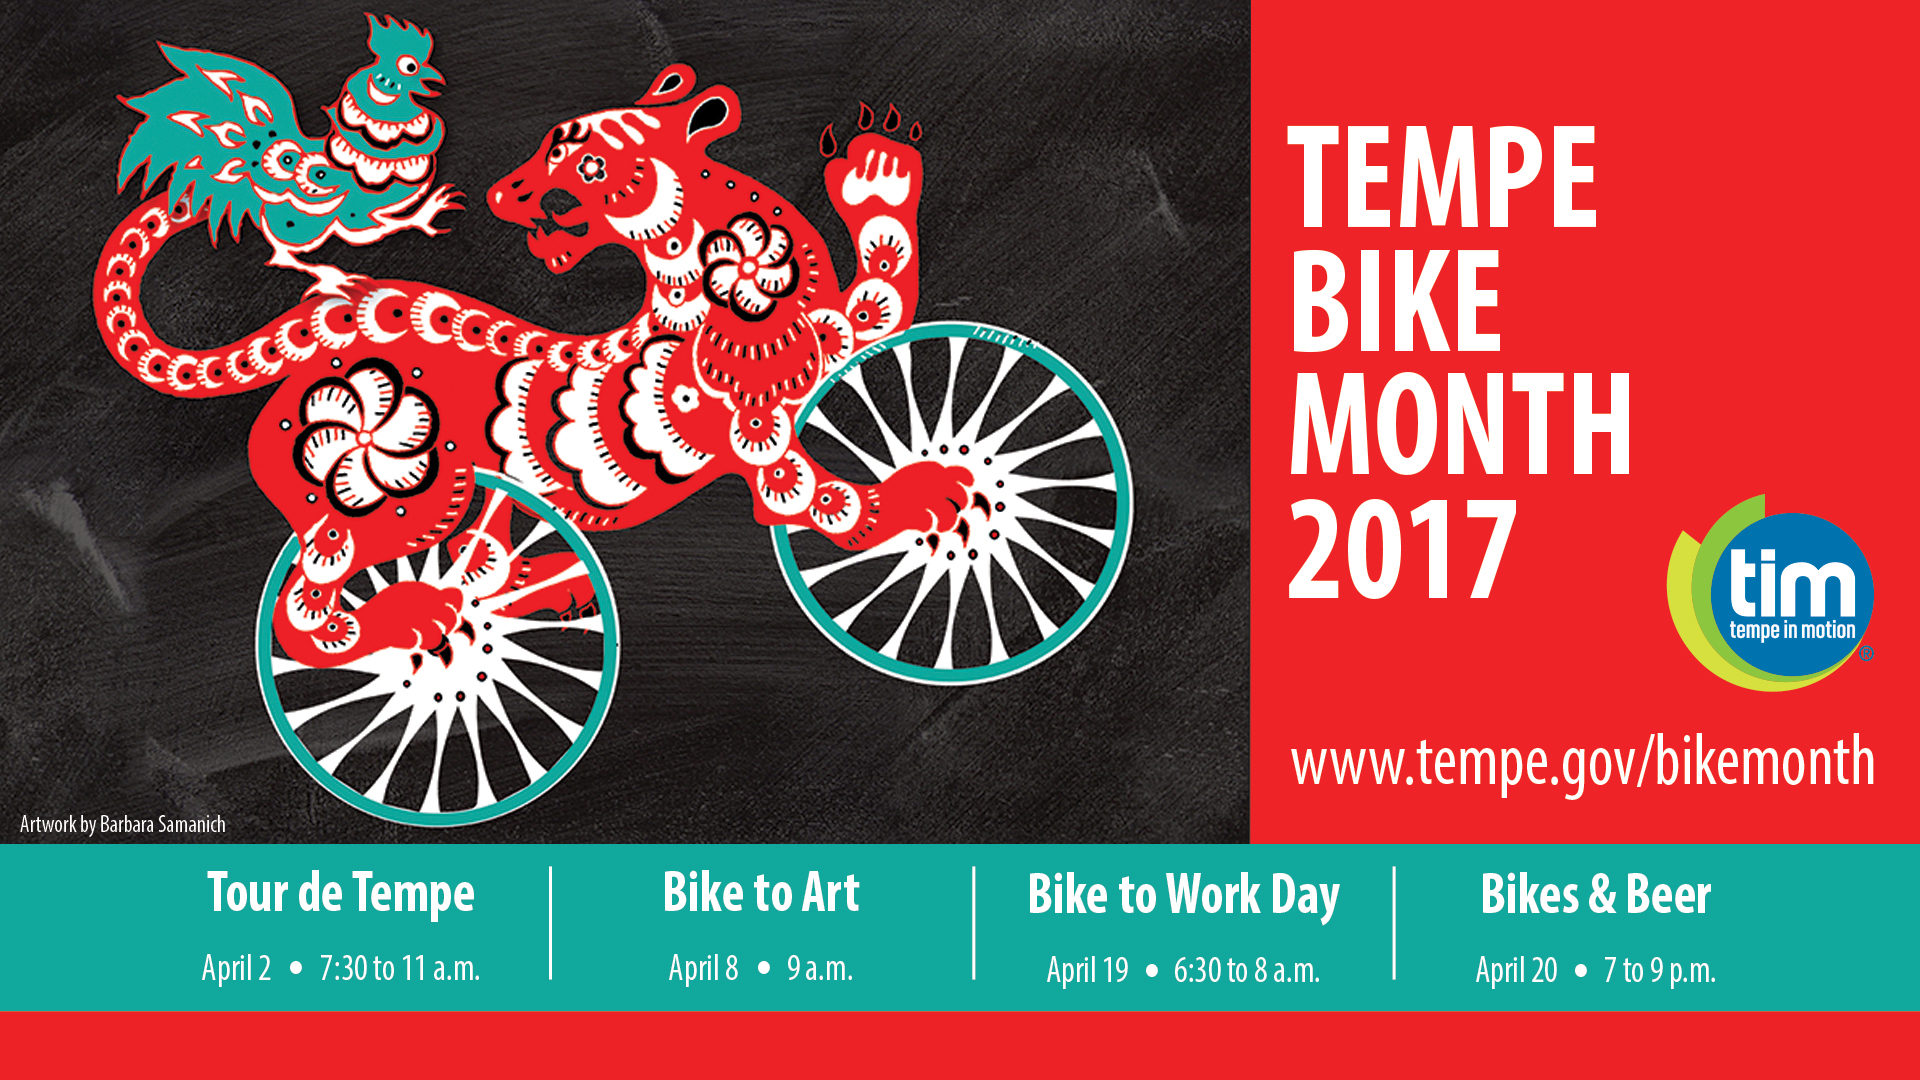 TEMPE
BIKE
MONTH
2017
tim
tempe in motion
®
www.tempe.gov/bikemonth
Artwork by Barbara Samanich
Tour de Tempe
April 2 • 7:30 to 11 a.m.
Bike to Art
April 8 • 9 a.m.
Bike to Work Day
April 19 • 6:30 to 8 a.m.
Bikes & Beer
April 20 • 7 to 9 p.m.